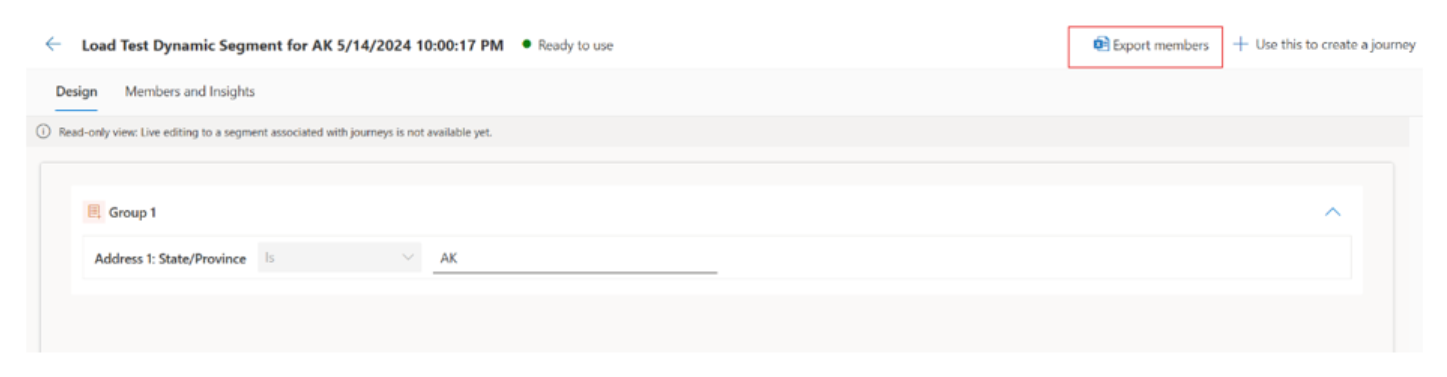 Load Test Dynamic Segment for AK 5/14/2024 10:00:17 PM Ready to use Export members Use this to create a journey
Design Members and Insights
Read-only view: Live editing to a segment associated with journeys is not available yet.
Group 1
Address 1: State/Province Is AK